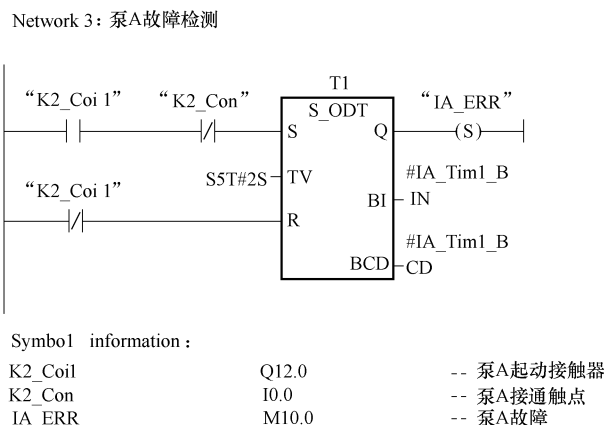 Network 3: 泵A故障检测
T1
"K2_Coi 1" "K2_Con" S_ODT "IA_ERR"
S Q (S)
S5T#2S TV #IA_Tim1_B
"K2_Coi 1" BI IN
R #IA_Tim1_B
BCD CD
Symbo1 information:
K2_Coi1 Q12.0 -- 泵A起动接触器
K2_Con I0.0 -- 泵A接通触点
IA_ERR M10.0 -- 泵A故障